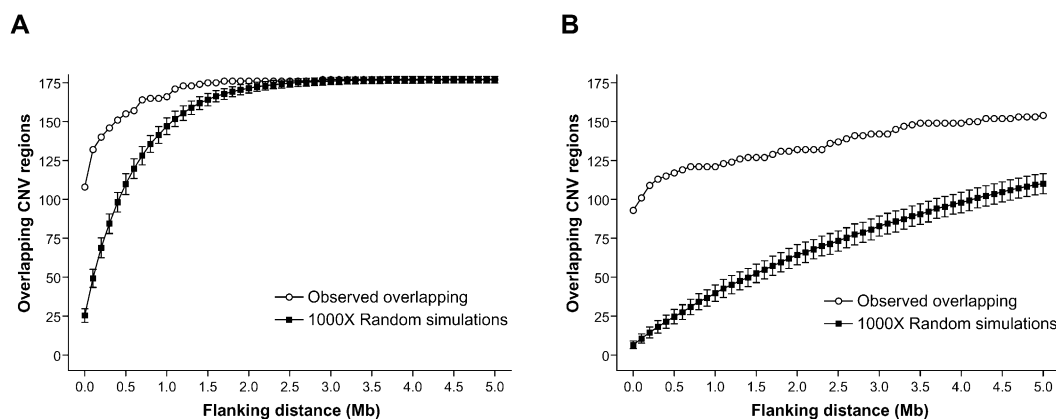 A
Overlapping CNV regions
175
150
125
100
75
50
25
0
0.0 0.5 1.0 1.5 2.0 2.5 3.0 3.5 4.0 4.5 5.0
Flanking distance (Mb)
Observed overlapping
1000X Random simulations
B
Overlapping CNV regions
175
150
125
100
75
50
25
0
0.0 0.5 1.0 1.5 2.0 2.5 3.0 3.5 4.0 4.5 5.0
Flanking distance (Mb)
Observed overlapping
1000X Random simulations